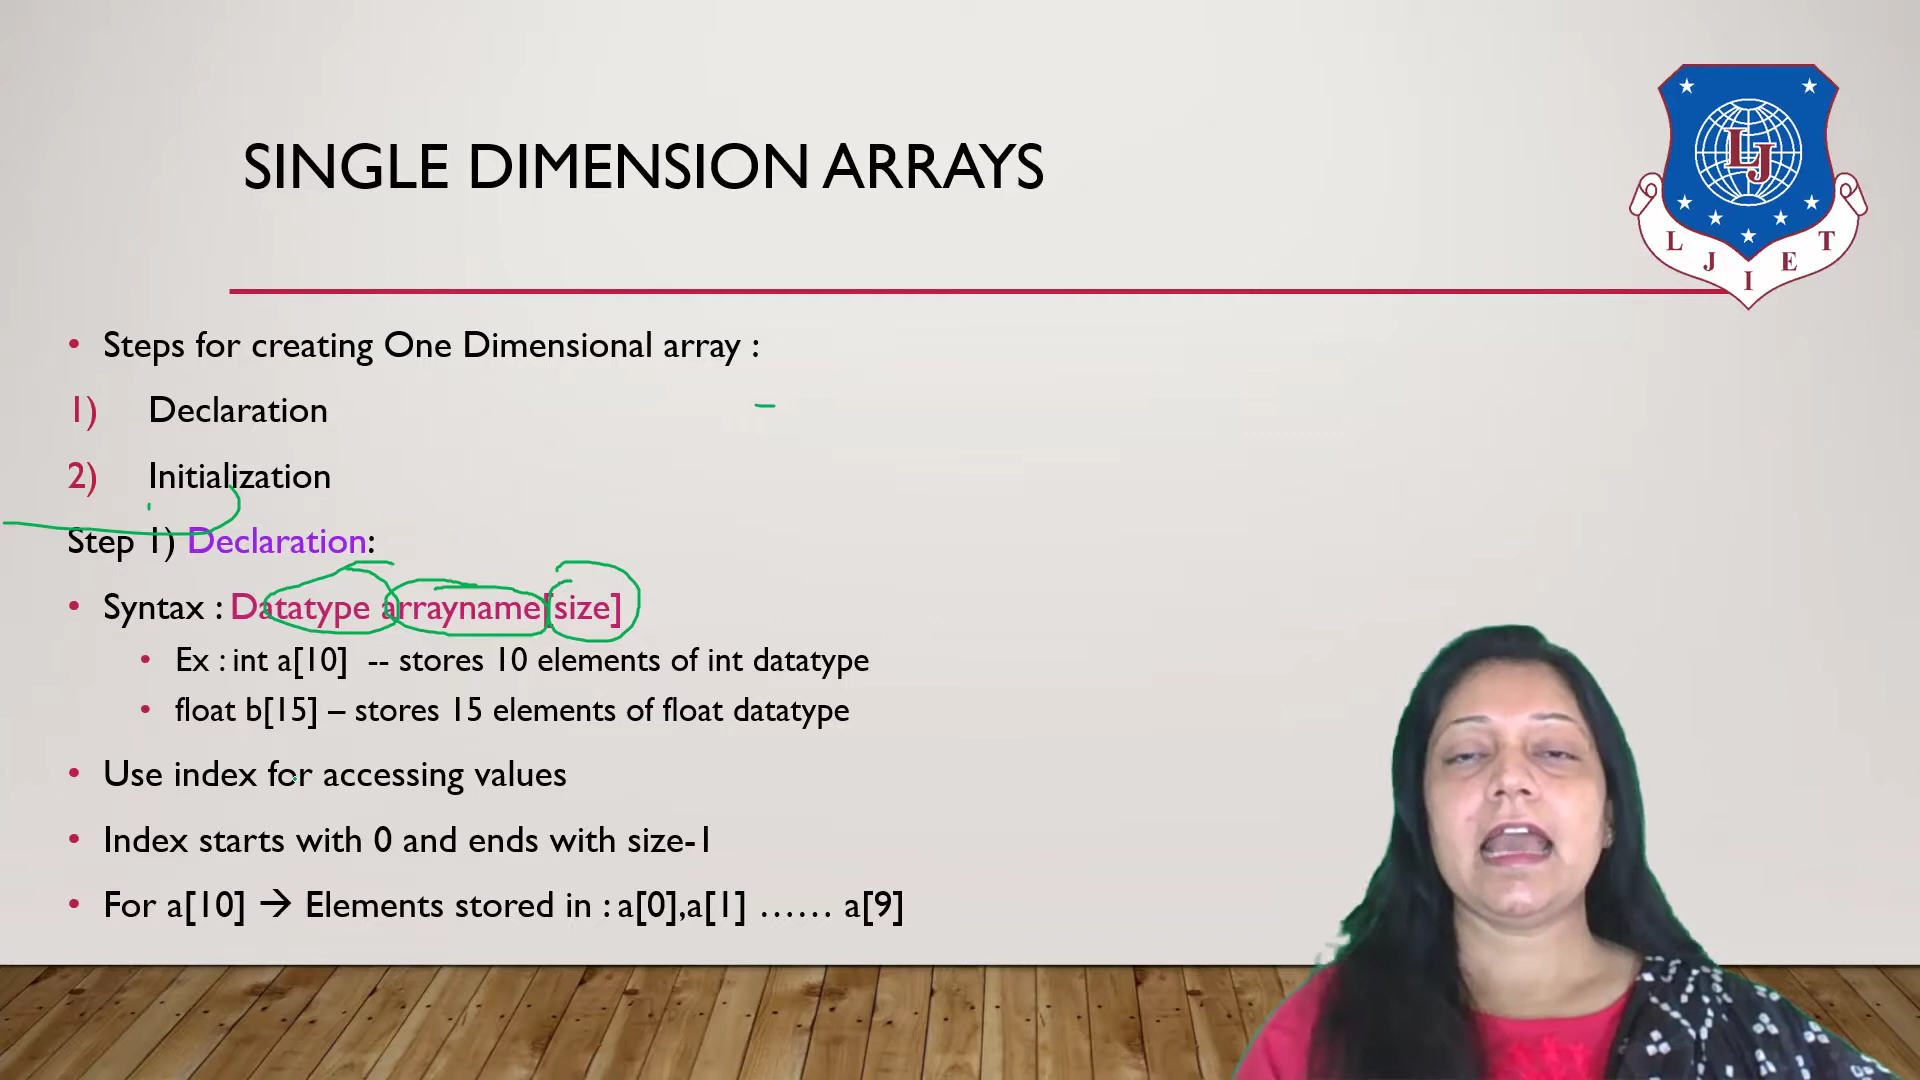 SINGLE DIMENSION ARRAYS
LJ
L J I E T
• Steps for creating One Dimensional array :
1) Declaration
2) Initialization
Step 1) Declaration:
• Syntax : Datatype arrayname[size]
• Ex : int a[10] -- stores 10 elements of int datatype
• float b[15] – stores 15 elements of float datatype
• Use index for accessing values
• Index starts with 0 and ends with size-1
• For a[10] → Elements stored in : a[0],a[1] …… a[9]